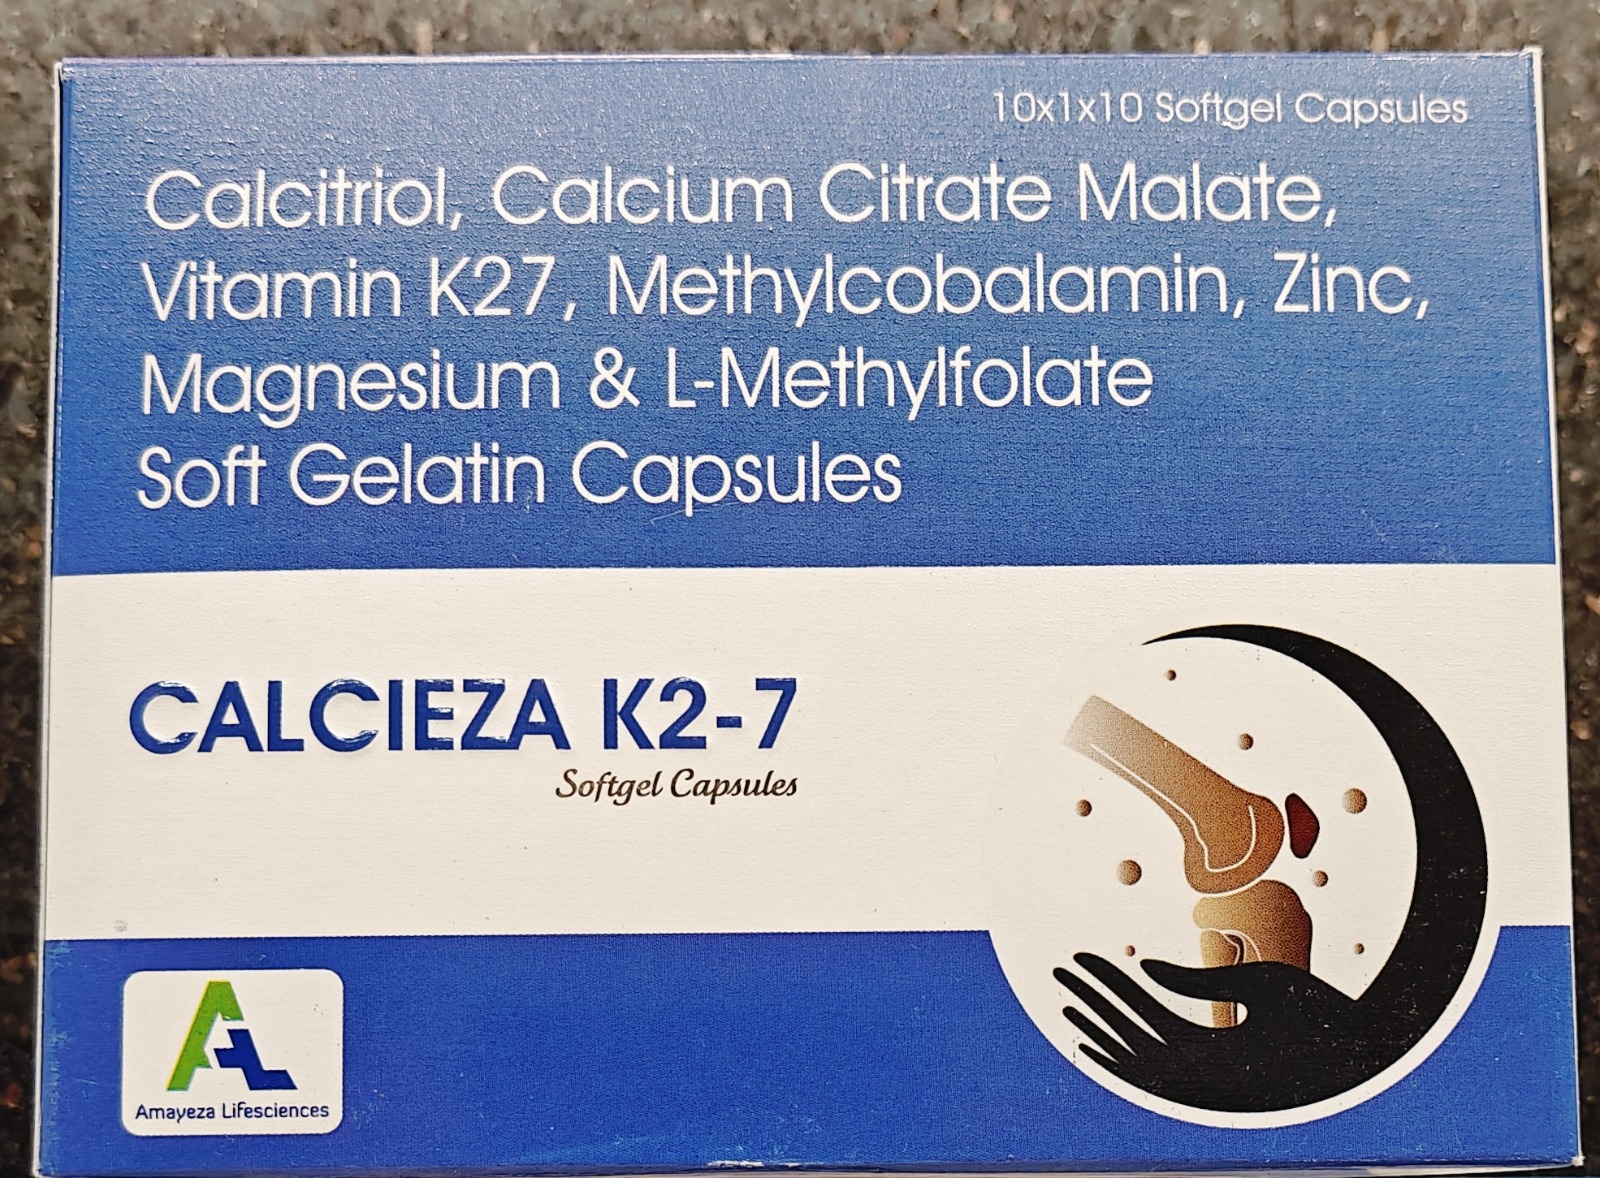 10x1x10 Softgel Capsules
Calcitriol, Calcium Citrate Malate,
Vitamin K27, Methylcobalamin, Zinc,
Magnesium & L-Methylfolate
Soft Gelatin Capsules
CALCIEZA K2-7
Softgel Capsules
AL
Amayeza Lifesciences